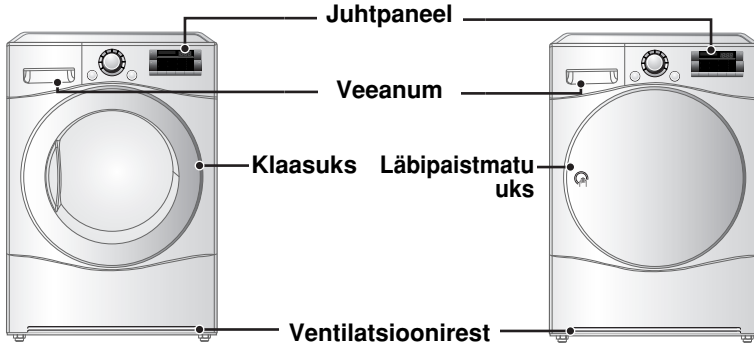 Juhtpaneel
Veeanum
Klaasuks
Läbipaistmatu
uks
Ventilatsioonirest